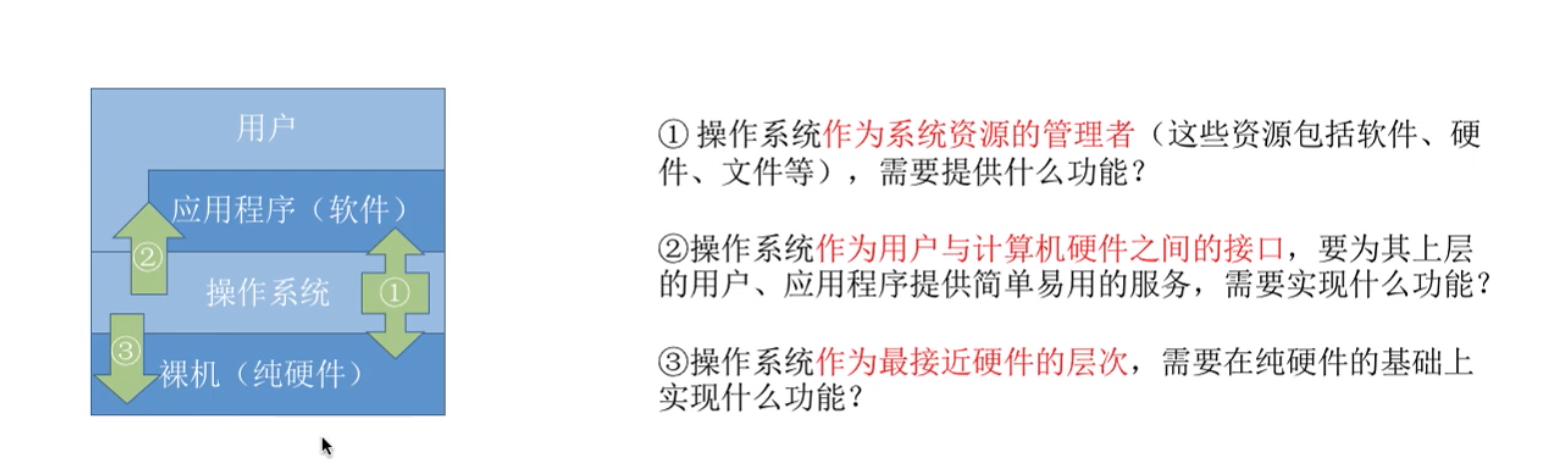 用户
应用程序（软件）
②
操作系统
①
③
裸机（纯硬件）
① 操作系统作为系统资源的管理者（这些资源包括软件、硬
件、文件等），需要提供什么功能？
②操作系统作为用户与计算机硬件之间的接口，要为其上层
的用户、应用程序提供简单易用的服务，需要实现什么功能？
③操作系统作为最接近硬件的层次，需要在纯硬件的基础上
实现什么功能？